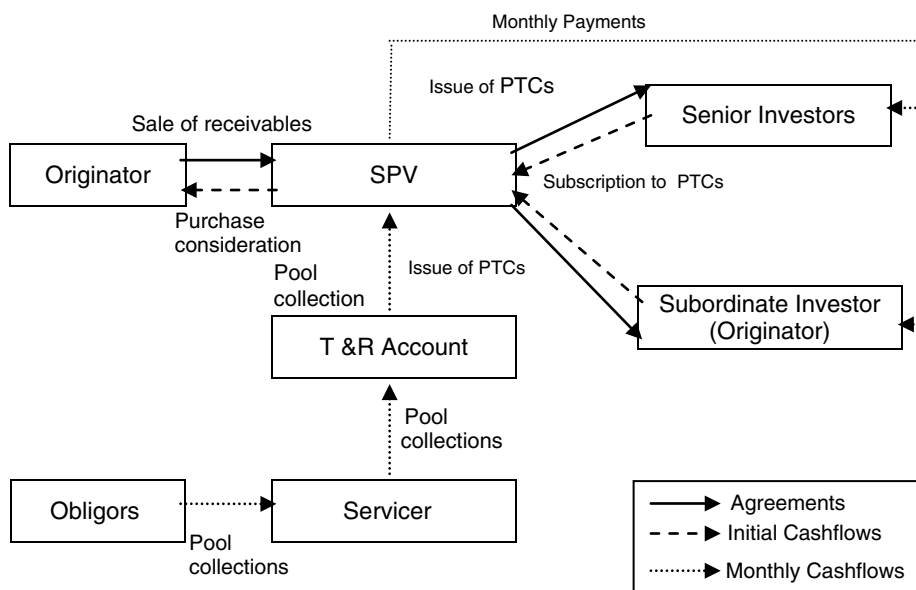 Monthly Payments
Issue of PTCs
Senior Investors
Sale of receivables
Originator
SPV
Subscription to PTCs
Purchase
consideration
Issue of PTCs
Pool
collection
Subordinate Investor
(Originator)
T &R Account
Pool
collections
Obligors
Servicer
Pool
collections
Agreements
Initial Cashflows
Monthly Cashflows